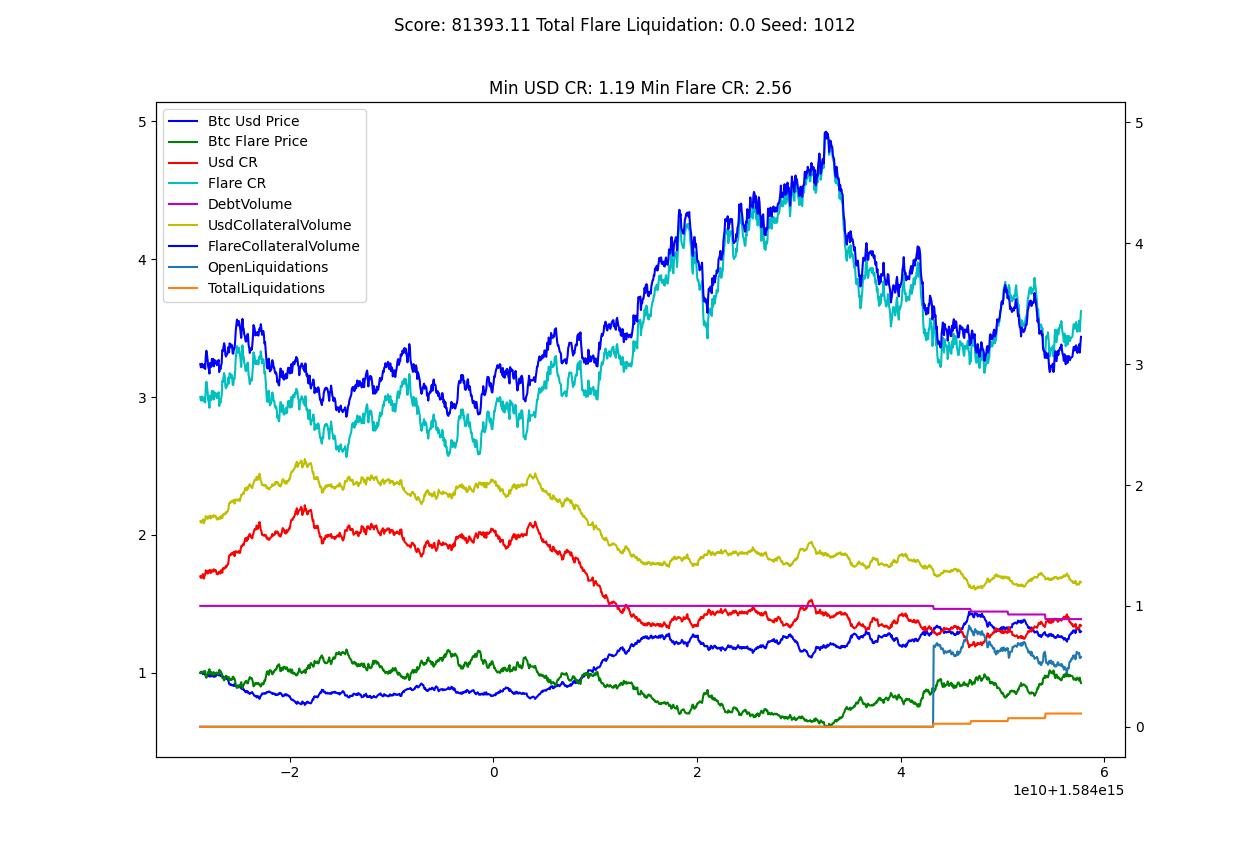 Score: 81393.11 Total Flare Liquidation: 0.0 Seed: 1012
Min USD CR: 1.19 Min Flare CR: 2.56
Btc Usd Price
Btc Flare Price
Usd CR
Flare CR
DebtVolume
UsdCollateralVolume
FlareCollateralVolume
OpenLiquidations
TotalLiquidations
5
4
3
2
1
5
4
3
2
1
0
−2
0
2
4
6
1e10+1.584e15